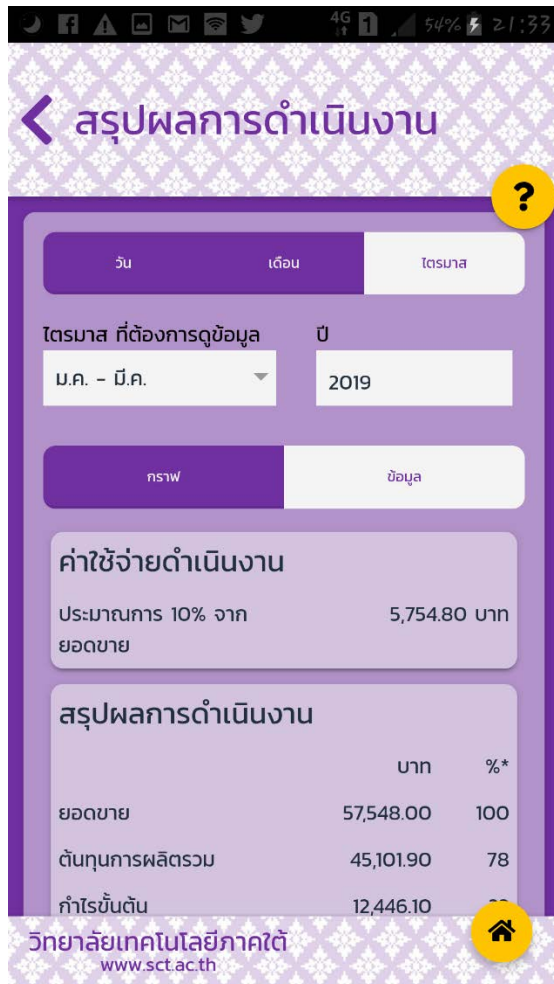 4G 1 54% 21:33
สรุปผลการดำเนินงาน
?
วัน เดือน ไตรมาส
ไตรมาส ที่ต้องการดูข้อมูล ปี
ม.ค. - มี.ค. 2019
กราฟ ข้อมูล
ค่าใช้จ่ายดำเนินงาน
ประมาณการ 10% จาก 5,754.80 บาท
ยอดขาย
สรุปผลการดำเนินงาน
บาท %*
ยอดขาย 57,548.00 100
ต้นทุนการผลิตรวม 45,101.90 78
กำไรขั้นต้น 12,446.10
วิทยาลัยเทคโนโลยีภาคใต้
www.sct.ac.th